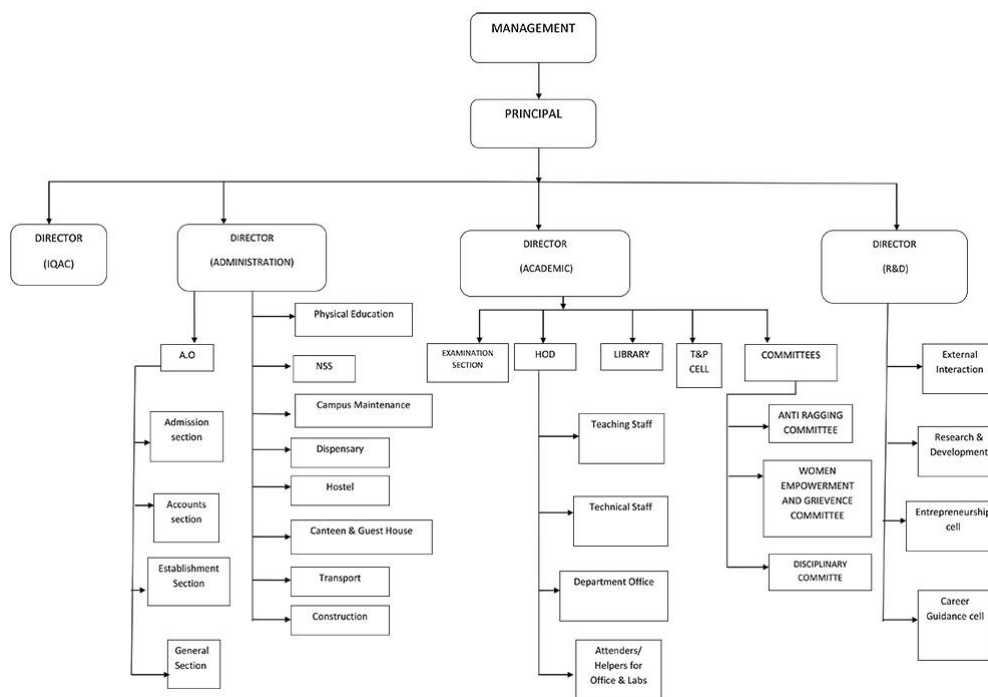 MANAGEMENT
PRINCIPAL
DIRECTOR
(IQAC)
DIRECTOR
(ADMINISTRATION)
DIRECTOR
(ACADEMIC)
DIRECTOR
(R&D)
A.O
Admission
section
Accounts
section
Establishment
Section
General
Section
Physical Education
NSS
Campus Maintenance
Dispensary
Hostel
Canteen & Guest House
Transport
Construction
EXAMINATION
SECTION
HOD
LIBRARY
T&P
CELL
COMMITTEES
Teaching Staff
Technical Staff
Department Office
Attenders/
Helpers for
Office & Labs
ANTI RAGGING
COMMITTEE
WOMEN
EMPOWERMENT
AND GRIEVENCE
COMMITTEE
DISCIPLINARY
COMMITTE
External
Interaction
Research &
Development
Entrepreneurship
cell
Career
Guidance cell